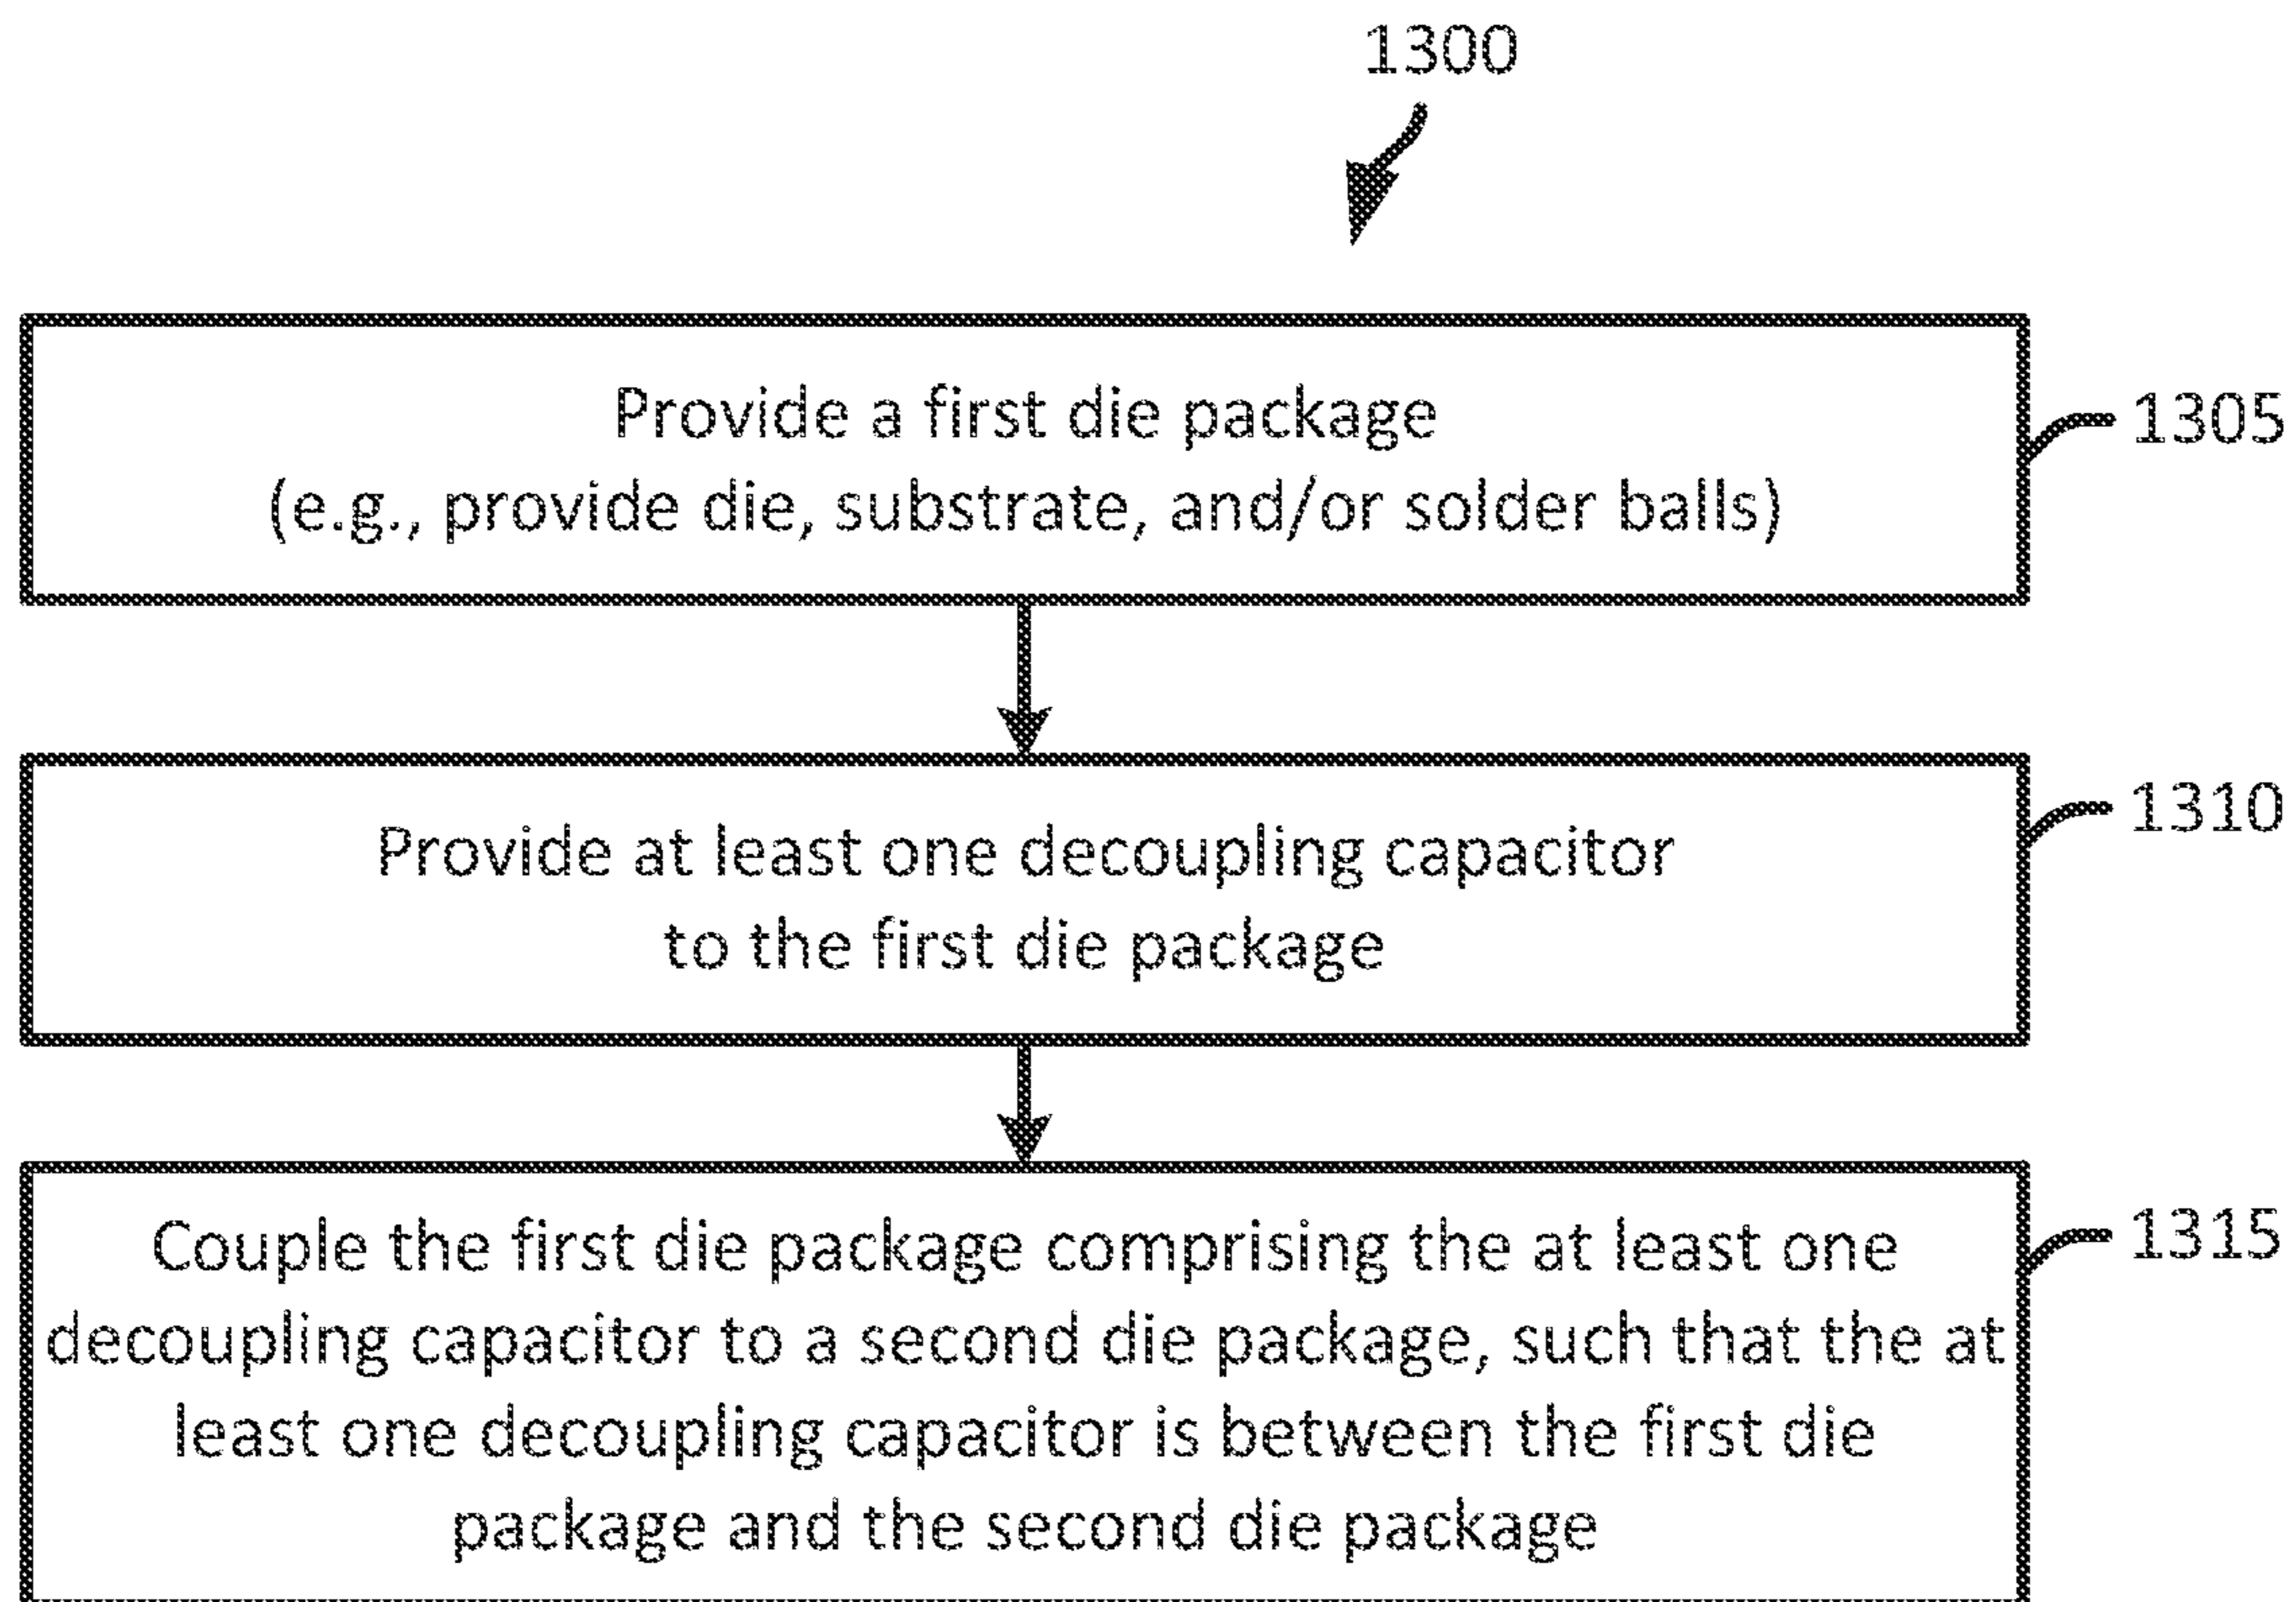 1300
Provide a first die package
(e.g., provide die, substrate, and/or solder balls)
1305
Provide at least one decoupling capacitor
to the first die package
1310
Couple the first die package comprising the at least one
decoupling capacitor to a second die package, such that the at
least one decoupling capacitor is between the first die
package and the second die package
1315